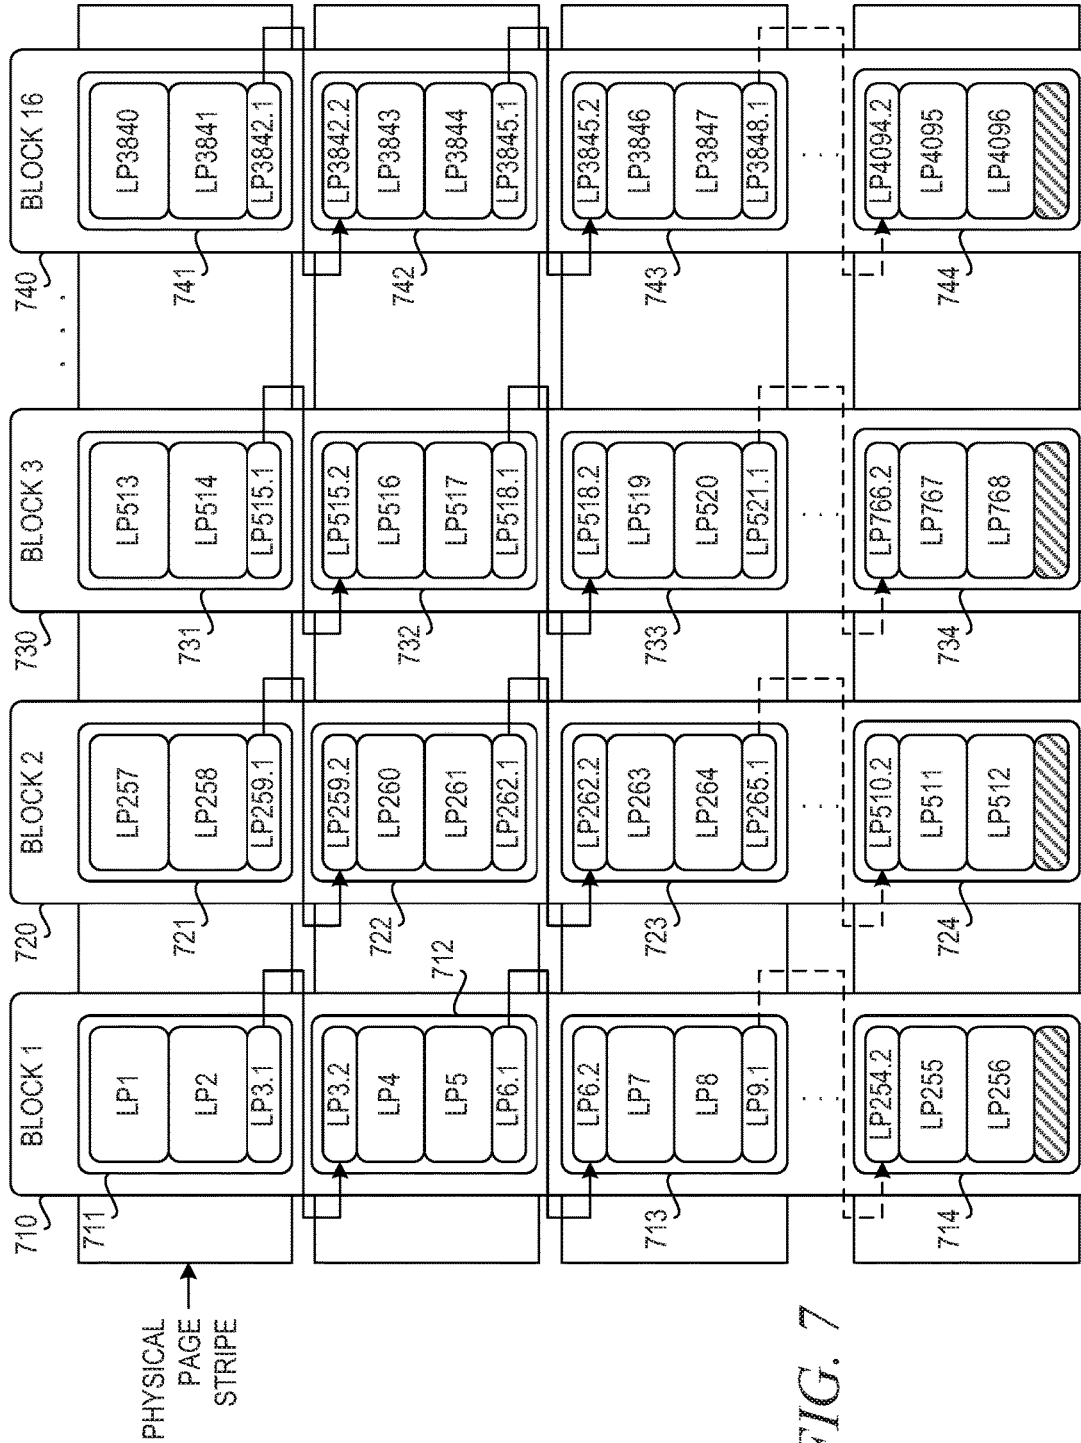 BLOCK 1
BLOCK 2
BLOCK 3
BLOCK 16
710
720
730
. . .
740
PHYSICAL
PAGE
STRIPE
711
LP1
LP2
LP3.1
721
LP257
LP258
LP259.1
731
LP513
LP514
LP515.1
741
LP3840
LP3841
LP3842.1
712
LP3.2
LP4
LP5
LP6.1
722
LP259.2
LP260
LP261
LP262.1
732
LP515.2
LP516
LP517
LP518.1
742
LP3842.2
LP3843
LP3844
LP3845.1
713
LP6.2
LP7
LP8
LP9.1
723
LP262.2
LP263
LP264
LP265.1
733
LP518.2
LP519
LP520
LP521.1
743
LP3845.2
LP3846
LP3847
LP3848.1
. . .
. . .
. . .
. . .
714
LP254.2
LP255
LP256
724
LP510.2
LP511
LP512
734
LP766.2
LP767
LP768
744
LP4094.2
LP4095
LP4096
FIG. 7